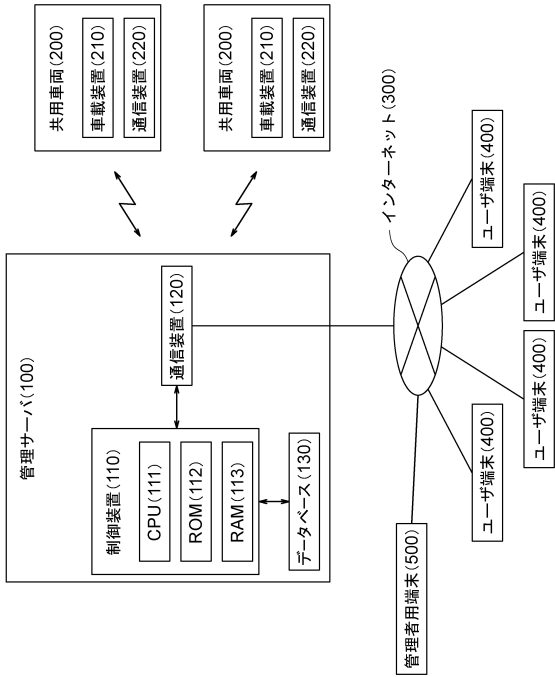 管理サーバ(100)
制御装置(110)
CPU(111)
ROM(112)
RAM(113)
データベース(130)
通信装置(120)
共用車両(200)
車載装置(210)
通信装置(220)
共用車両(200)
車載装置(210)
通信装置(220)
インターネット(300)
管理者用端末(500)
ユーザ端末(400)
ユーザ端末(400)
ユーザ端末(400)
ユーザ端末(400)